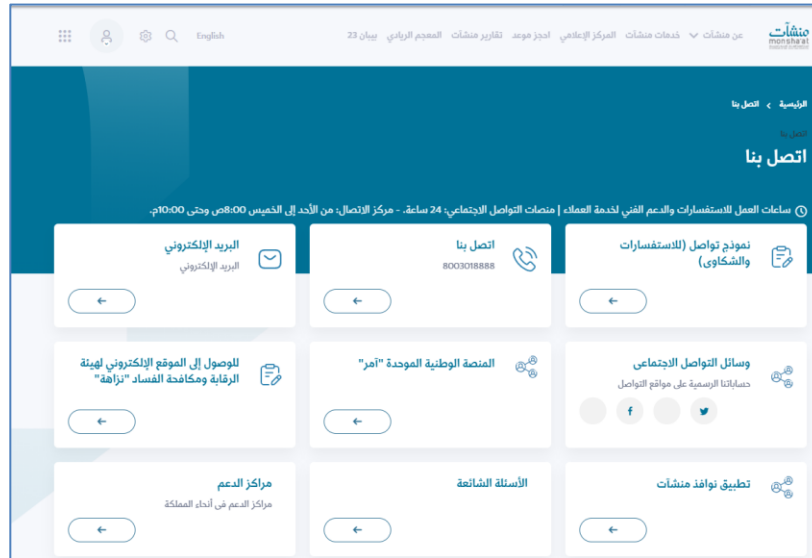 منشآت
monsha'at
عن منشآت
خدمات منشآت
المركز الإعلامي
احجز موعد
تقارير منشآت
المعجم الريادي
بيبان 23
English
الرئيسية
اتصل بنا
اتصل بنا
اتصل بنا
ساعات العمل للاستفسارات والدعم الفني لخدمة العملاء | منصات التواصل الاجتماعي: 24 ساعة. - مركز الاتصال: من الأحد إلى الخميس 8:00ص وحتى 10:00م.
نموذج تواصل (للاستفسارات
والشكاوى)
اتصل بنا
8003018888
البريد الإلكتروني
البريد الإلكتروني
وسائل التواصل الاجتماعى
حساباتنا الرسمية على مواقع التواصل
المنصة الوطنية الموحدة "آمر"
للوصول إلى الموقع الإلكتروني لهيئة
الرقابة ومكافحة الفساد "نزاهة"
تطبيق نوافذ منشآت
الأسئلة الشائعة
مراكز الدعم
مراكز الدعم في أنحاء المملكة